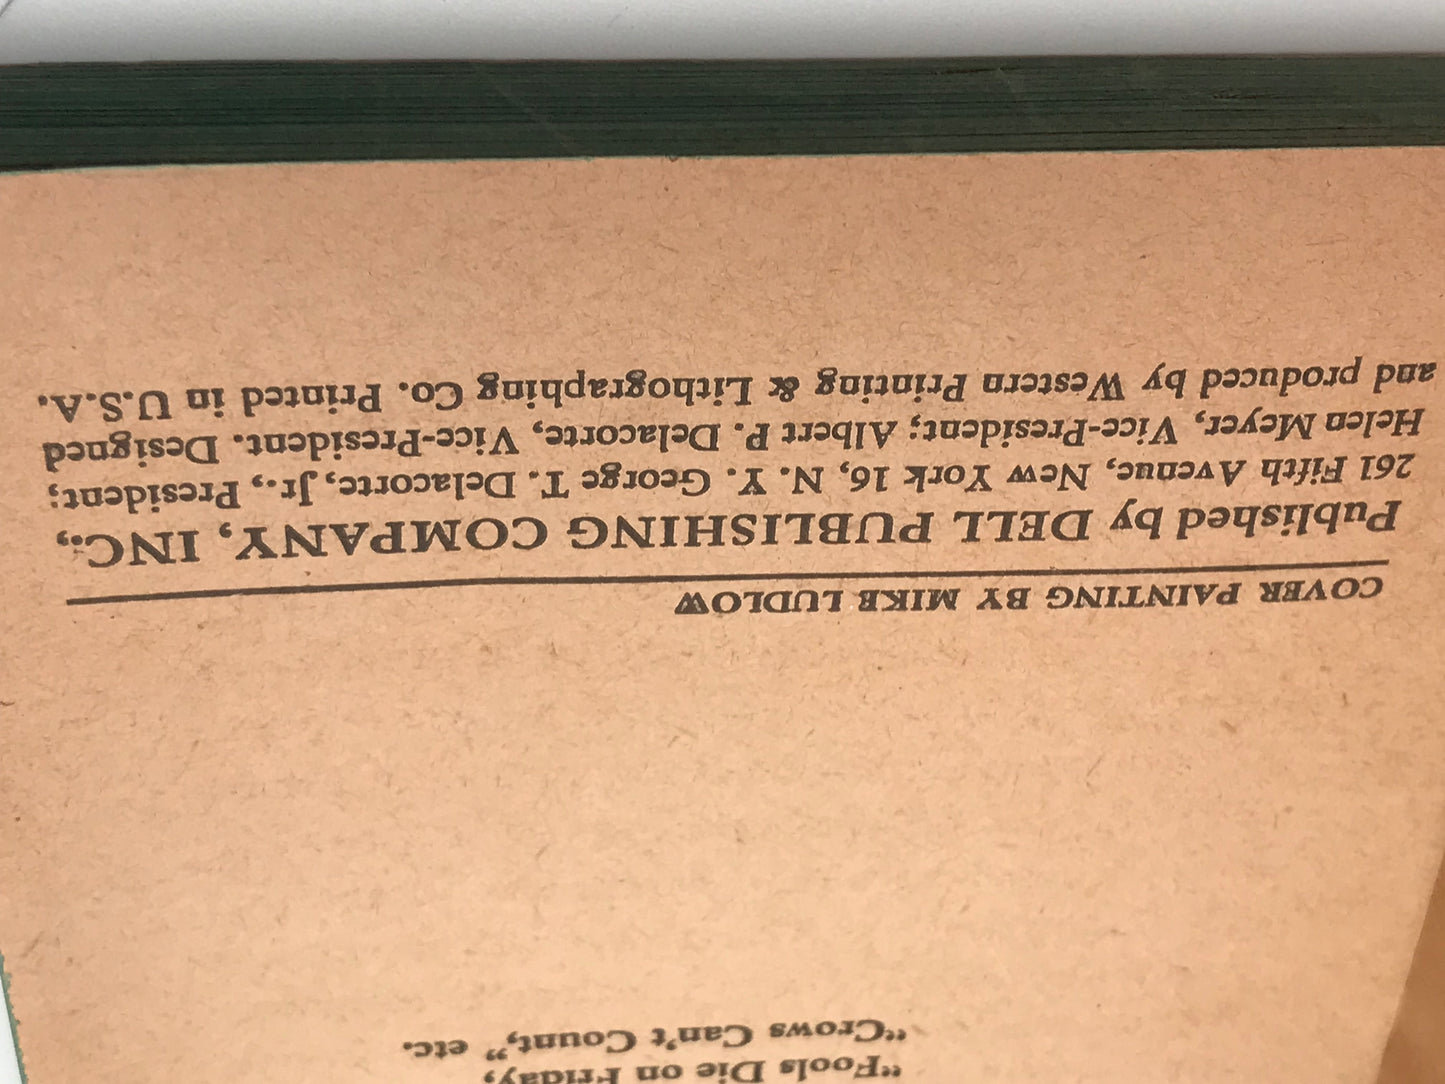 "Fools Die on Friday,"
"Crows Can't Count," etc.
COVER PAINTING BY MIKE LUDLOW
Published by DELL PUBLISHING COMPANY, INC.,
261 Fifth Avenue, New York 16, N. Y. George T. Delacorte, Jr., President;
Helen Meyer, Vice-President; Albert P. Delacorte, Vice-President. Designed
and produced by Western Printing & Lithographing Co. Printed in U.S.A.